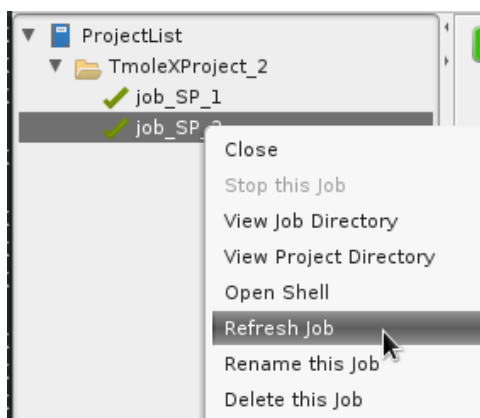 ProjectList
TmoleXProject_2
job_SP_1
job_SP_
Close
Stop this Job
View Job Directory
View Project Directory
Open Shell
Refresh Job
Rename this Job
Delete this Job